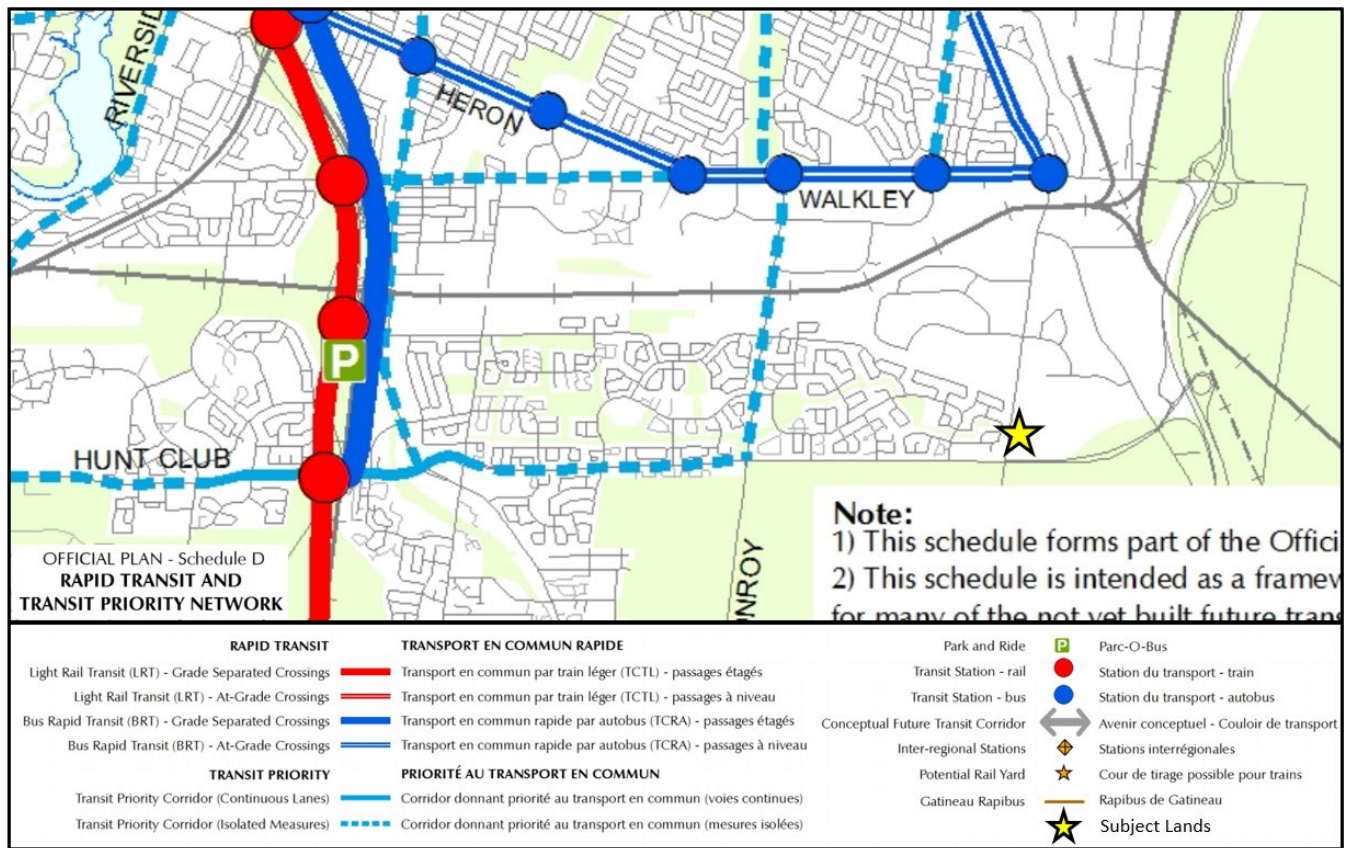 RIVERSID
HERON
WALKLEY
P
HUNT CLUB
NROY
Note:
1) This schedule forms part of the Offici
2) This schedule is intended as a framew
for many of the not yet built future trans
OFFICIAL PLAN - Schedule D
RAPID TRANSIT AND
TRANSIT PRIORITY NETWORK
RAPID TRANSIT TRANSPORT EN COMMUN RAPIDE
Light Rail Transit (LRT) - Grade Separated Crossings Transport en commun par train léger (TCTL) - passages étagés
Light Rail Transit (LRT) - At-Grade Crossings Transport en commun par train léger (TCTL) - passages à niveau
Bus Rapid Transit (BRT) - Grade Separated Crossings Transport en commun rapide par autobus (TCRA) - passages étagés
Bus Rapid Transit (BRT) - At-Grade Crossings Transport en commun rapide par autobus (TCRA) - passages à niveau
TRANSIT PRIORITY PRIORITÉ AU TRANSPORT EN COMMUN
Transit Priority Corridor (Continuous Lanes) Corridor donnant priorité au transport en commun (voies continues)
Transit Priority Corridor (Isolated Measures) Corridor donnant priorité au transport en commun (mesures isolées)
Park and Ride P Parc-O-Bus
Transit Station - rail Station du transport - train
Transit Station - bus Station du transport - autobus
Conceptual Future Transit Corridor Avenir conceptuel - Couloir de transport
Inter-regional Stations Stations interrégionales
Potential Rail Yard Cour de tirage possible pour trains
Gatineau Rapibus Rapibus de Gatineau
Subject Lands